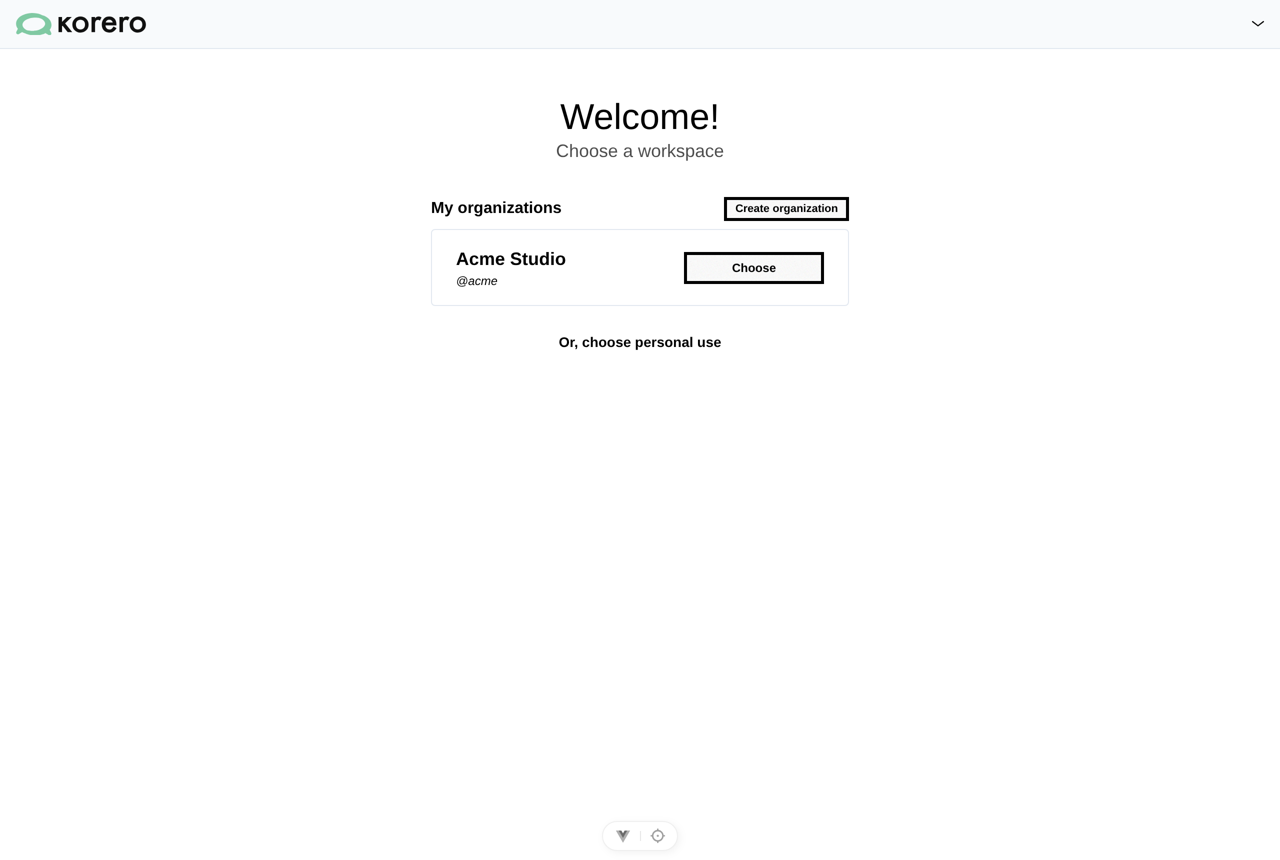 Korero
Welcome!
Choose a workspace
My organizations
Create organization
Acme Studio
@acme
Choose
Or, choose personal use